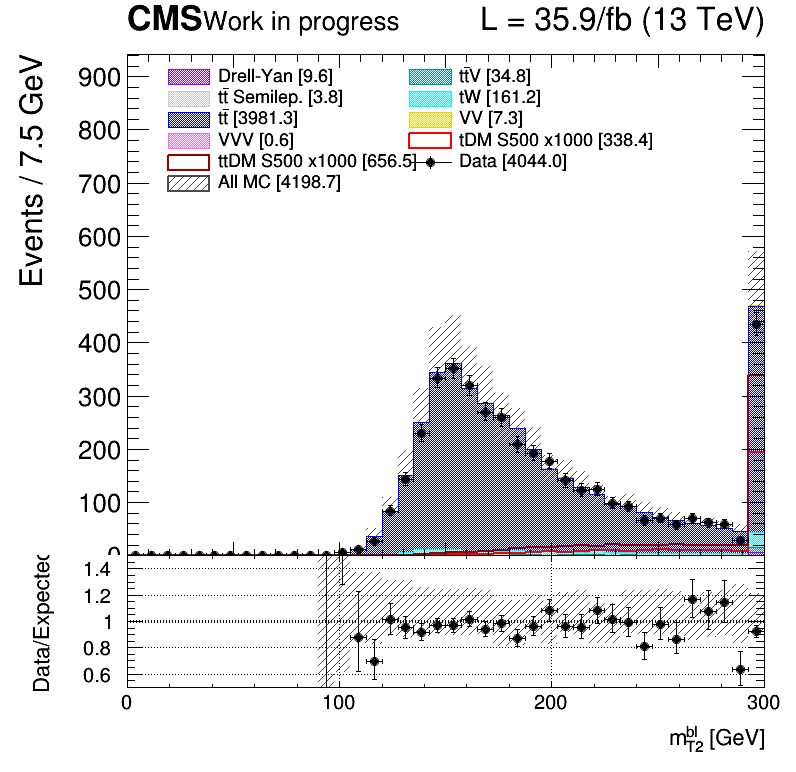 CMS Work in progress L = 35.9/fb (13 TeV)
Events / 7.5 GeV
900
800
700
600
500
400
300
200
100
0
Drell-Yan [9.6]
tt̄ Semilep. [3.8]
tt̄ [3981.3]
VVV [0.6]
ttDM S500 x1000 [656.5]
All MC [4198.7]
tt̄V [34.8]
tW [161.2]
VV [7.3]
tDM S500 x1000 [338.4]
Data [4044.0]
Data/Expected
1.4
1.2
1
0.8
0.6
0 100 200 300
m_{T2}^{bl} [GeV]